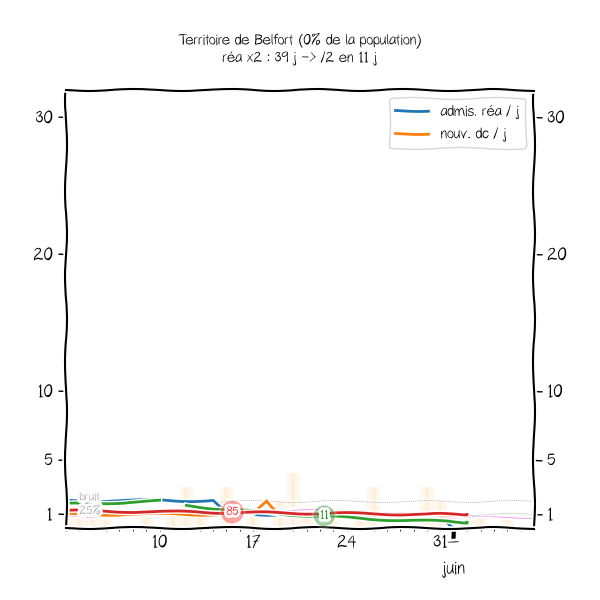 Territoire de Belfort (0% de la population)
réa x2 : 39 j -> /2 en 11 j
admis. réa / j
nouv. dc / j
30 30
20 20
10 10
5 5
bruit
25%
1 85 11 1
10 17 24 31
juin